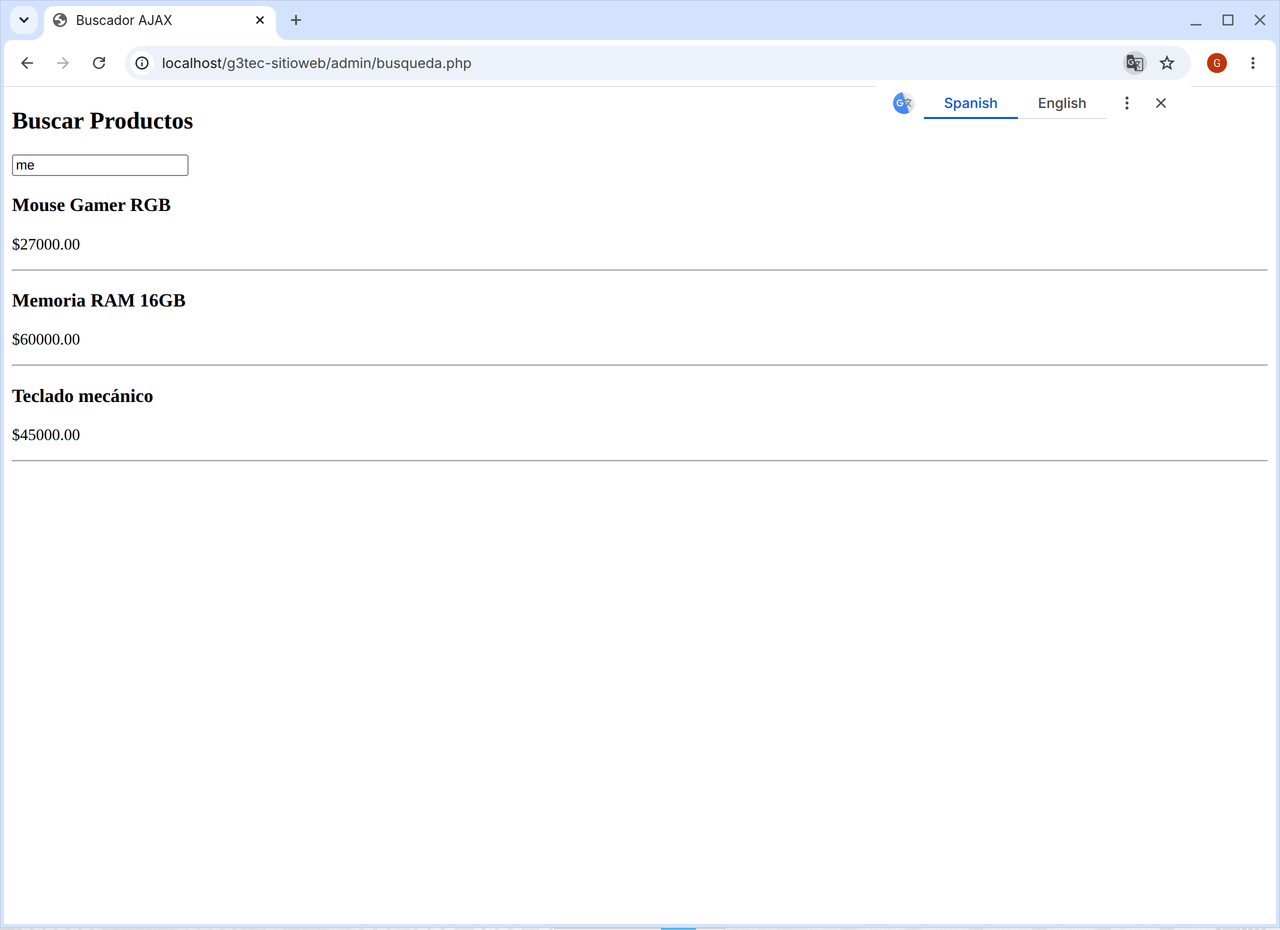 Buscador AJAX
localhost/g3tec-sitioweb/admin/busqueda.php
G
Spanish English
Buscar Productos
me
Mouse Gamer RGB
$27000.00
Memoria RAM 16GB
$60000.00
Teclado mecánico
$45000.00